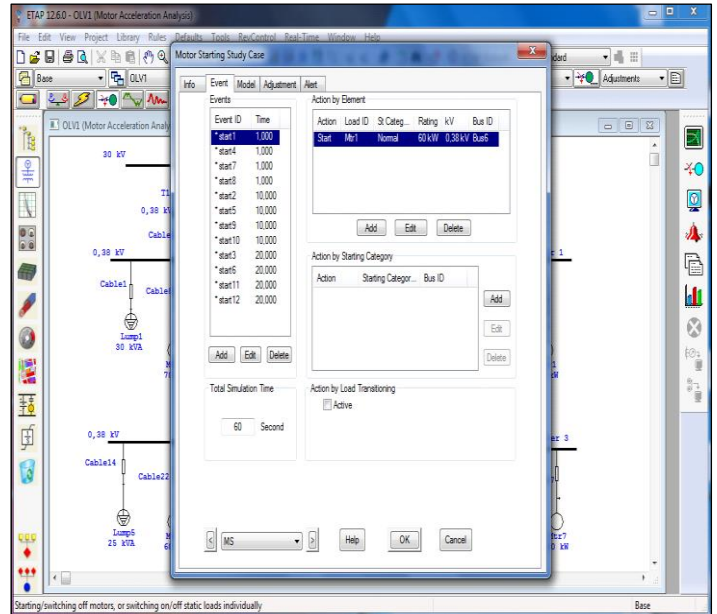 ETAP 12.6.0 - OLV1 (Motor Acceleration Analysis)
File Edit View Project Library Rules Defaults Tools RevControl Real-Time Window Help
Base OLV1 Adjustments
Motor Starting Study Case
Info Event Model Adjustment Alert
Events
Event ID Time
* start1 1,000
* start4 1,000
* start7 1,000
* start8 1,000
* start2 10,000
* start5 10,000
* start9 10,000
* start10 10,000
* start3 20,000
* start6 20,000
* start11 20,000
* start12 20,000
Add Edit Delete
Action by Element
Action Load ID St Categ... Rating kV Bus ID
Start Mtr1 Normal 60 kW 0,38 kV Bus6
Add Edit Delete
Action by Starting Category
Action Starting Categor... Bus ID
Add
Edit
Delete
Total Simulation Time
60 Second
Action by Load Transitioning
Active
< MS > Help OK Cancel
OLV1 (Motor Acceleration Analy
30 kV
0,38 kV
Cable
0,38 kV
Cable1
Cable
Lump1
30 kVA
0,38 kV
Cable14
Cable22
Lump5
25 kVA
er 3
Starting/switching off motors, or switching on/off static loads individually
Base